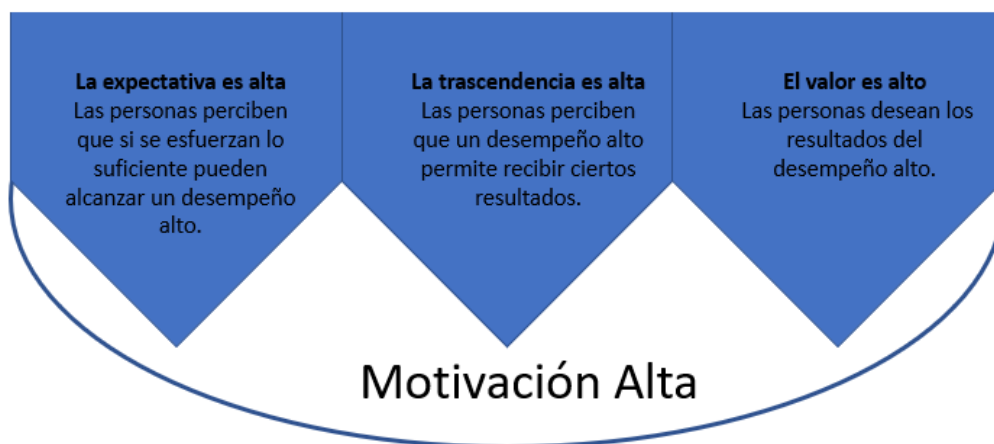 La expectativa es alta
Las personas perciben
que si se esfuerzan lo
suficiente pueden
alcanzar un desempeño
alto.
La trascendencia es alta
Las personas perciben
que un desempeño alto
permite recibir ciertos
resultados.
El valor es alto
Las personas desean los
resultados del
desempeño alto.
Motivación Alta